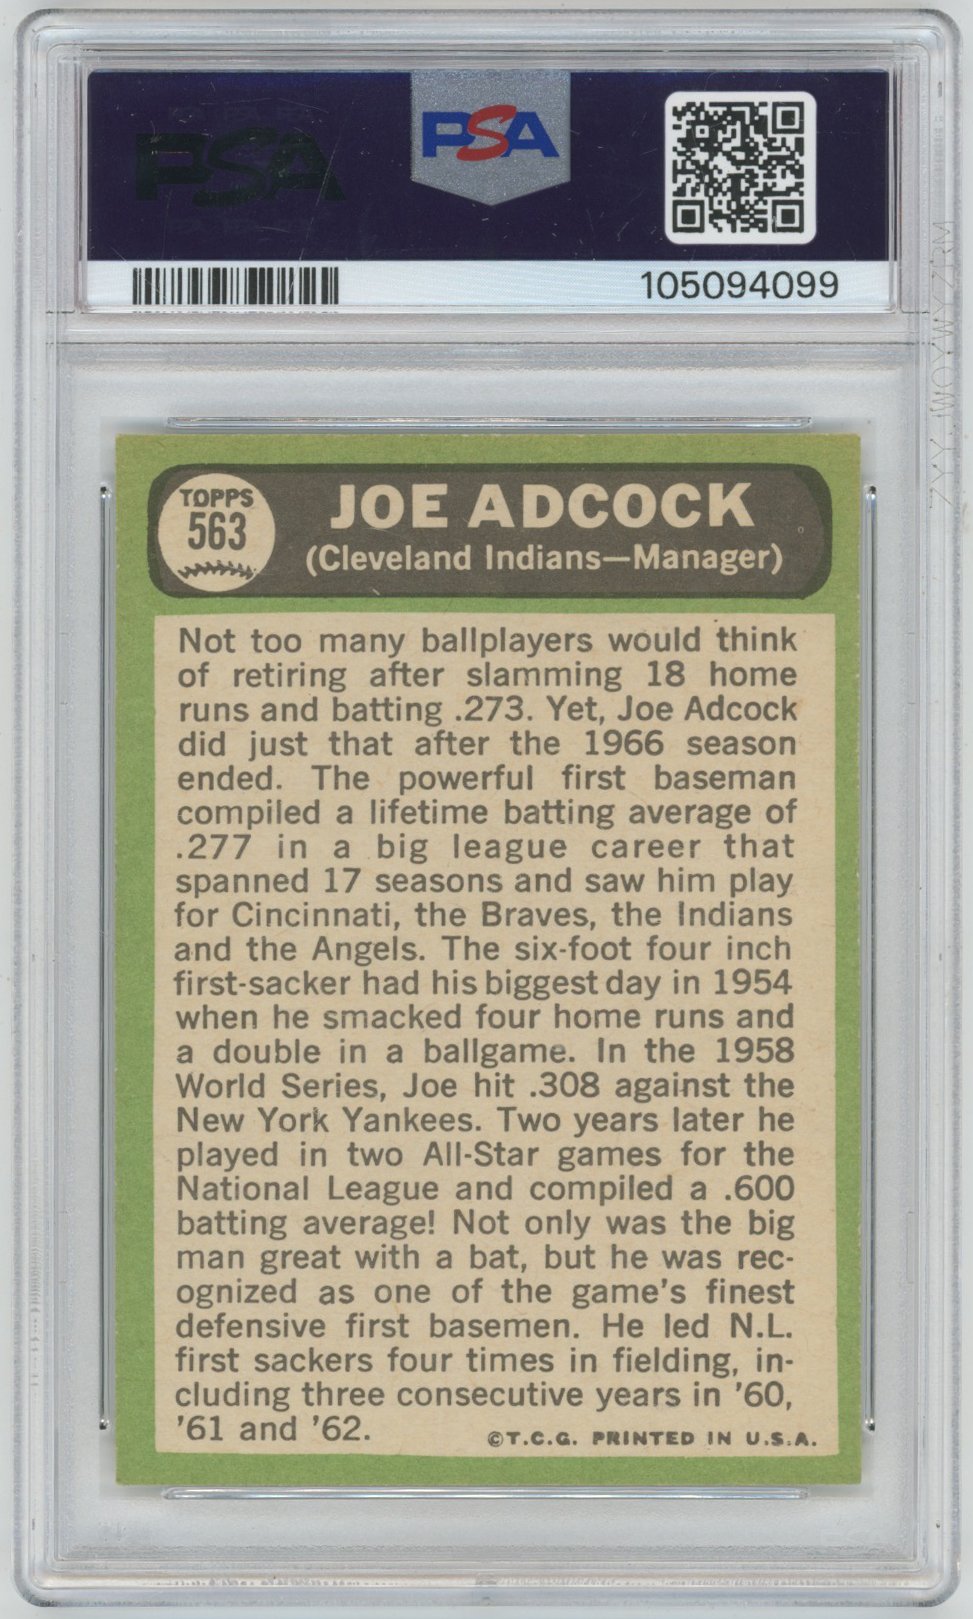 PSA
PSA
105094099
TOPPS
563
JOE ADCOCK
(Cleveland Indians—Manager)
Not too many ballplayers would think
of retiring after slamming 18 home
runs and batting .273. Yet, Joe Adcock
did just that after the 1966 season
ended. The powerful first baseman
compiled a lifetime batting average of
.277 in a big league career that
spanned 17 seasons and saw him play
for Cincinnati, the Braves, the Indians
and the Angels. The six-foot four inch
first-sacker had his biggest day in 1954
when he smacked four home runs and
a double in a ballgame. In the 1958
World Series, Joe hit .308 against the
New York Yankees. Two years later he
played in two All-Star games for the
National League and compiled a .600
batting average! Not only was the big
man great with a bat, but he was rec-
ognized as one of the game's finest
defensive first basemen. He led N.L.
first sackers four times in fielding, in-
cluding three consecutive years in '60,
'61 and '62.
©T.C.G. PRINTED IN U.S.A.